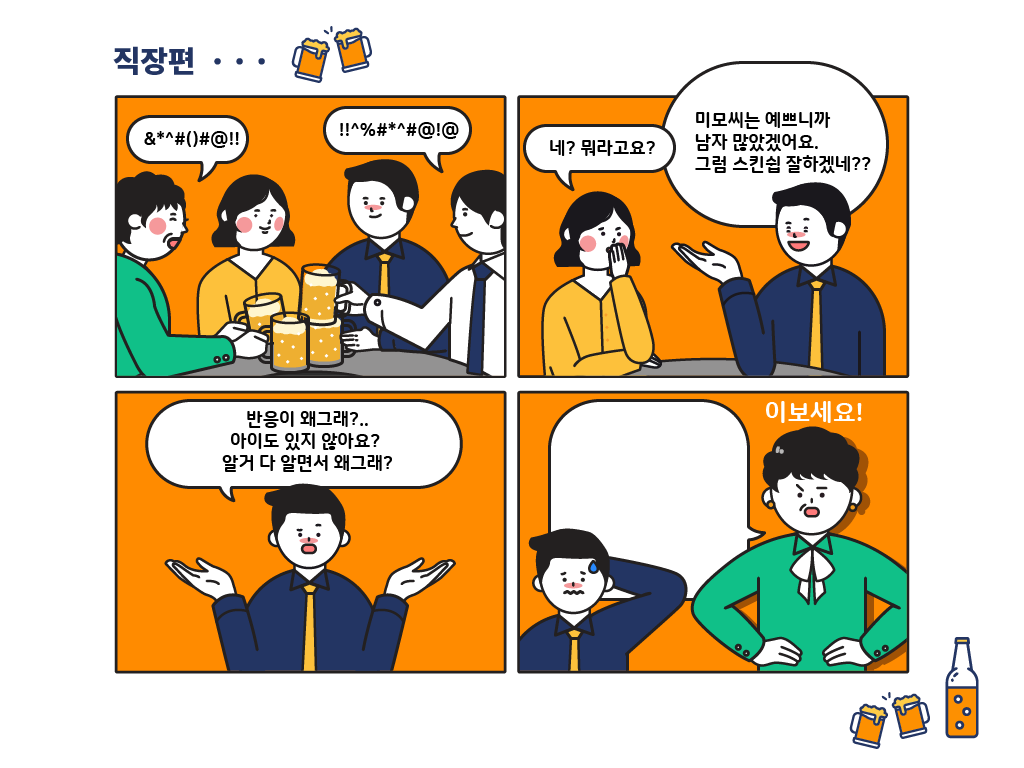 직장편 · · ·
&*^#()#@!!
!!^%#*^#@!@
네? 뭐라고요?
미모씨는 예쁘니까
남자 많았겠어요.
그럼 스킨쉽 잘하겠네??
반응이 왜그래?..
아이도 있지 않아요?
알거 다 알면서 왜그래?
이보세요!